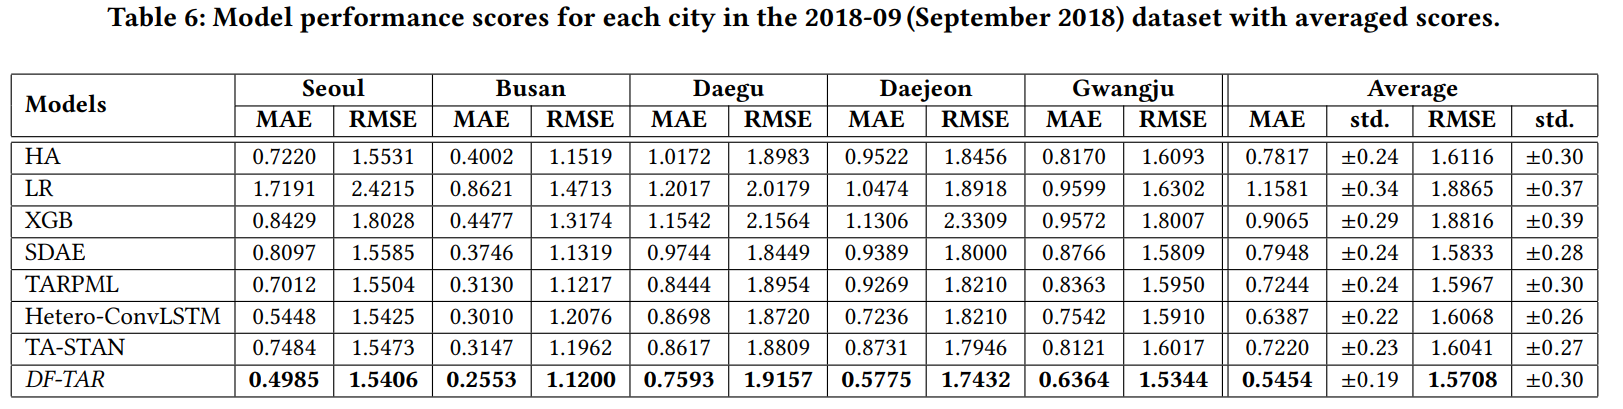 Table 6: Model performance scores for each city in the 2018-09 (September 2018) dataset with averaged scores.
Models Seoul Busan Daegu Daejeon Gwangju Average
MAE RMSE MAE RMSE MAE RMSE MAE RMSE MAE RMSE MAE std. RMSE std.
HA 0.7220 1.5531 0.4002 1.1519 1.0172 1.8983 0.9522 1.8456 0.8170 1.6093 0.7817 ±0.24 1.6116 ±0.30
LR 1.7191 2.4215 0.8621 1.4713 1.2017 2.0179 1.0474 1.8918 0.9599 1.6302 1.1581 ±0.34 1.8865 ±0.37
XGB 0.8429 1.8028 0.4477 1.3174 1.1542 2.1564 1.1306 2.3309 0.9572 1.8007 0.9065 ±0.29 1.8816 ±0.39
SDAE 0.8097 1.5585 0.3746 1.1319 0.9744 1.8449 0.9389 1.8000 0.8766 1.5809 0.7948 ±0.24 1.5833 ±0.28
TARPML 0.7012 1.5504 0.3130 1.1217 0.8444 1.8954 0.9269 1.8210 0.8363 1.5950 0.7244 ±0.24 1.5967 ±0.30
Hetero-ConvLSTM 0.5448 1.5425 0.3010 1.2076 0.8698 1.8720 0.7236 1.8210 0.7542 1.5910 0.6387 ±0.22 1.6068 ±0.26
TA-STAN 0.7484 1.5473 0.3147 1.1962 0.8617 1.8809 0.8731 1.7946 0.8121 1.6017 0.7220 ±0.23 1.6041 ±0.27
DF-TAR 0.4985 1.5406 0.2553 1.1200 0.7593 1.9157 0.5775 1.7432 0.6364 1.5344 0.5454 ±0.19 1.5708 ±0.30